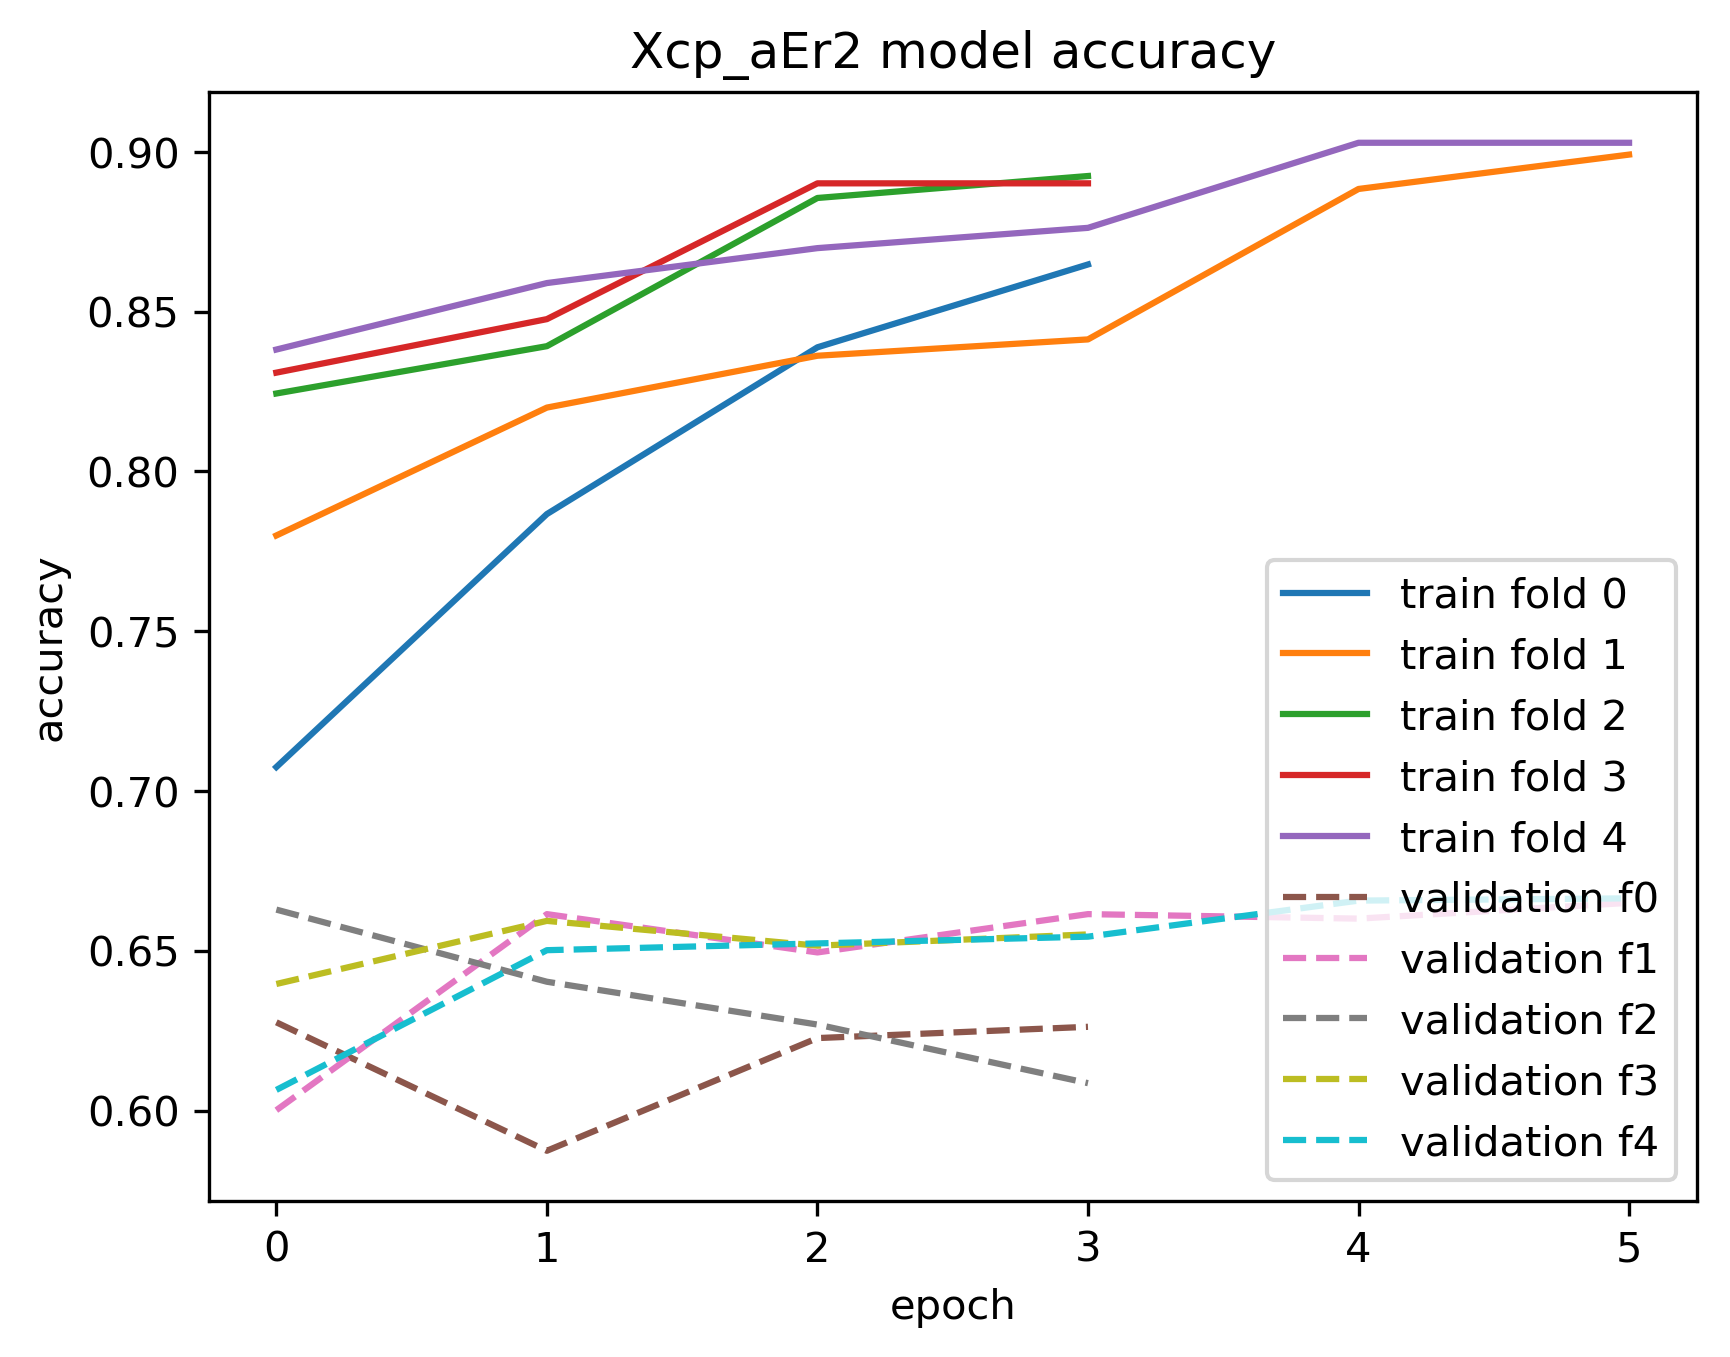 Xcp_aEr2 model accuracy
0.90
0.85
0.80
0.75
0.70
0.65
0.60
accuracy
train fold 0
train fold 1
train fold 2
train fold 3
train fold 4
validation f0
validation f1
validation f2
validation f3
validation f4
0 1 2 3 4 5
epoch